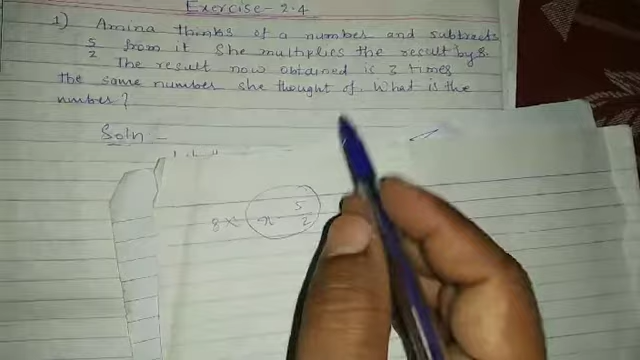 Exercise-2.4
1) Amina thinks of a number and subtracts
5/2 from it. She multiplies the result by 8.
The result now obtained is 3 times
the same number she thought of. What is the
number?
Soln -
8x x 5/2